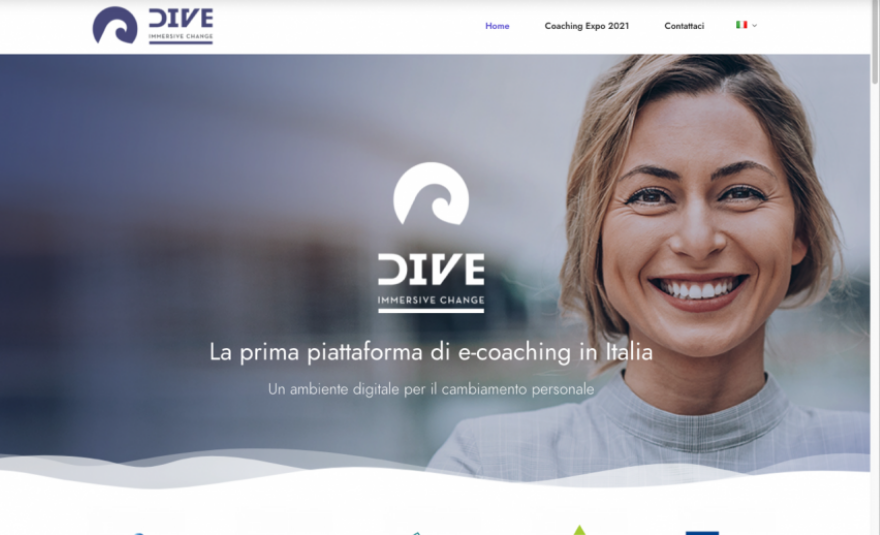 DIVE
IMMERSIVE CHANGE
Home
Coaching Expo 2021
Contattaci
DIVE
IMMERSIVE CHANGE
La prima piattaforma di e-coaching in Italia
Un ambiente digitale per il cambiamento personale